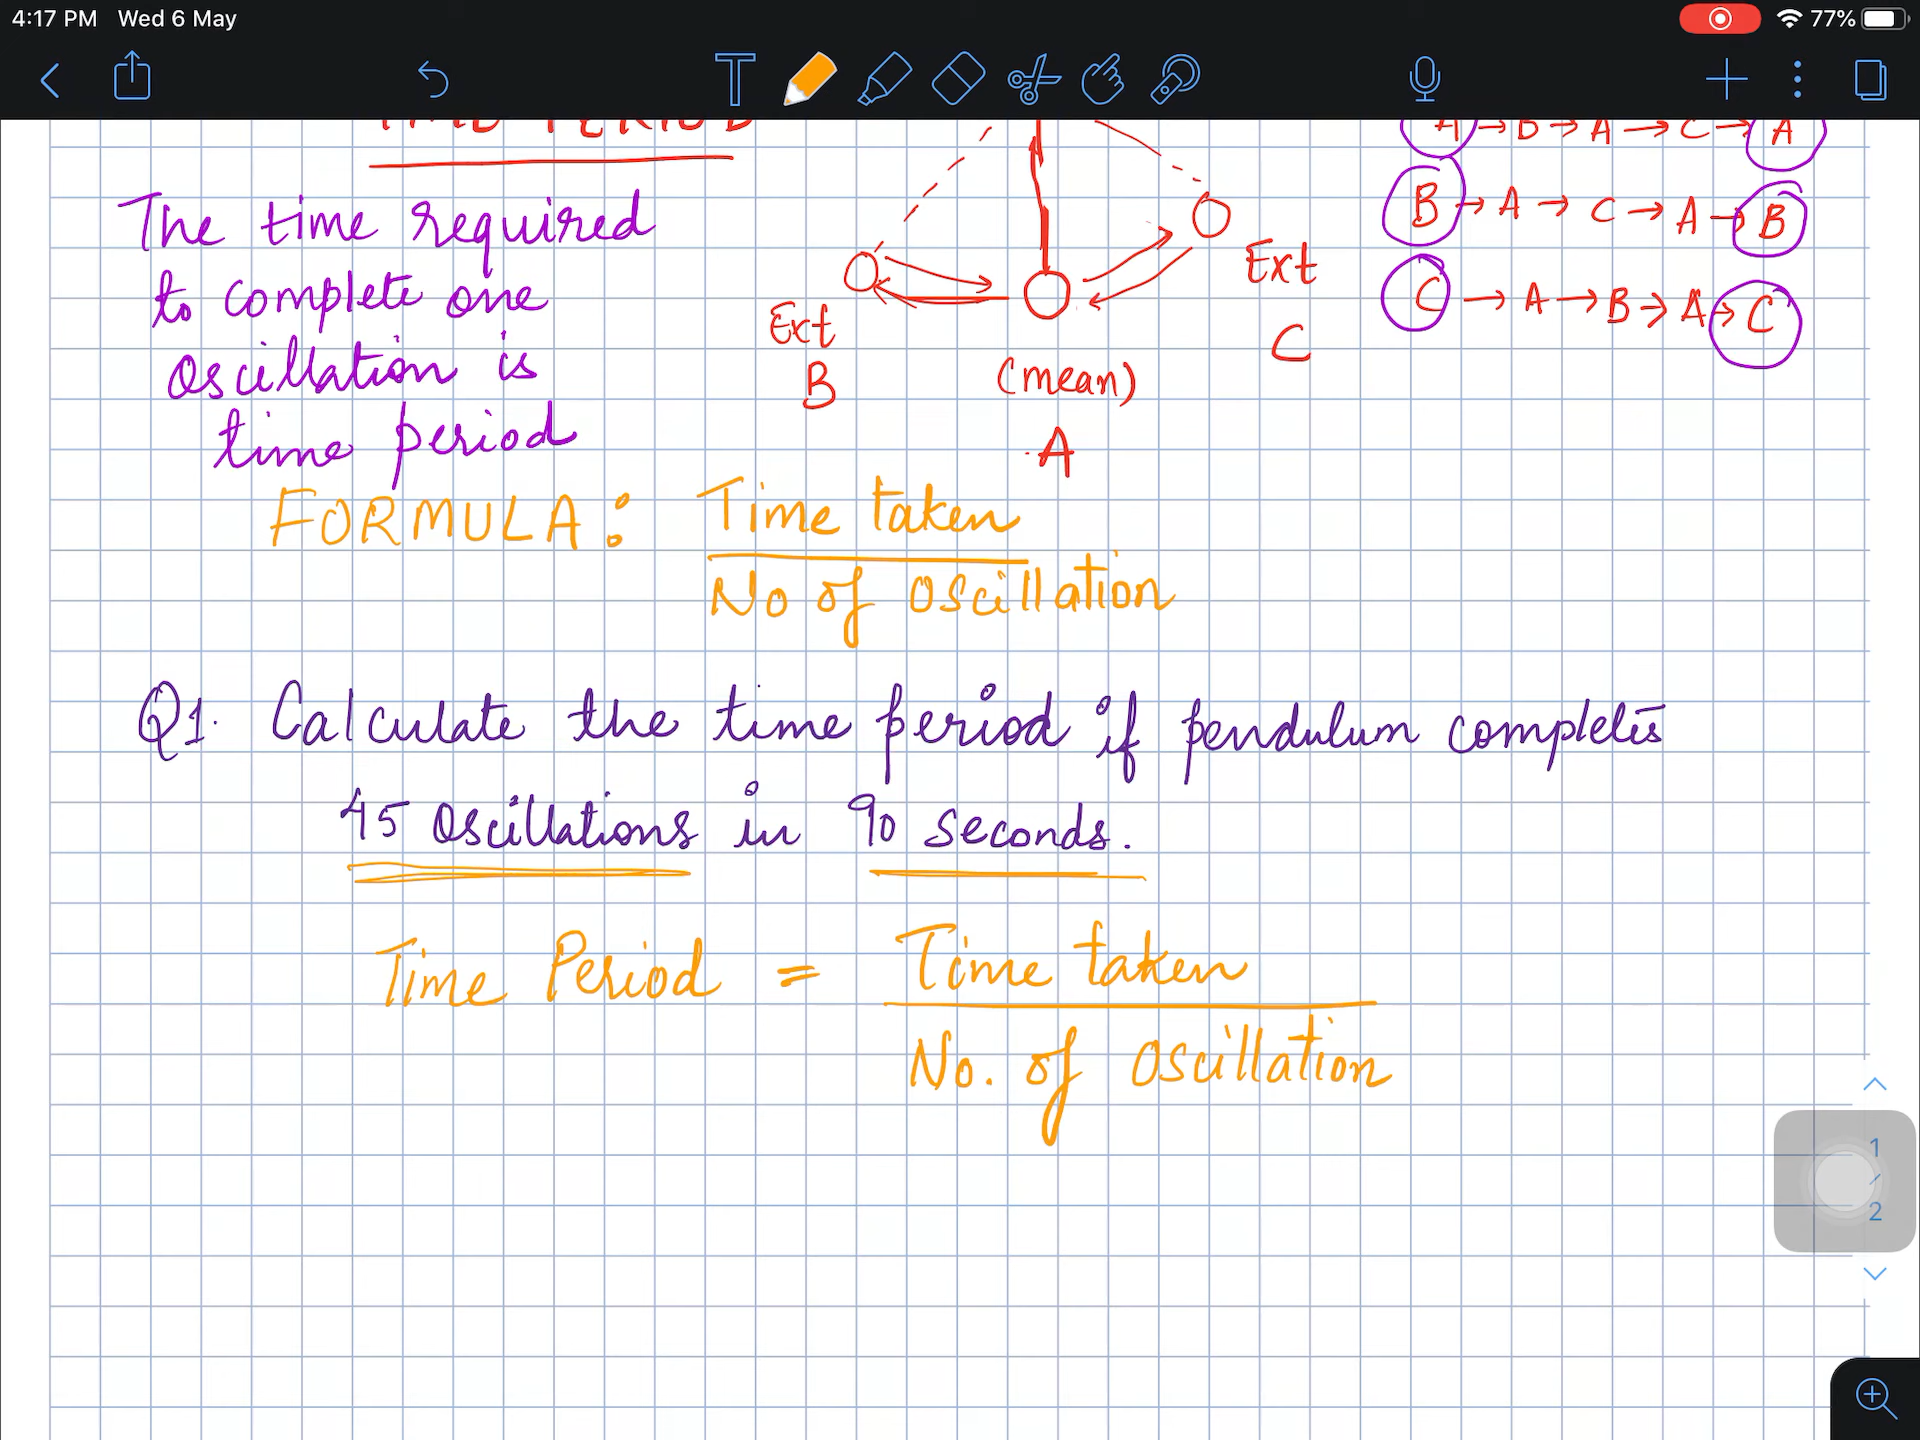 4:17 PM Wed 6 May
77%
TIME PERIOD
The time required
to complete one
oscillation is
time period
Ext
B
(mean)
A
Ext
C
A → B → A → C → A
B → A → C → A → B
C → A → B → A → C
FORMULA : Time taken
No of oscillation
Q1. Calculate the time period if pendulum completes
45 oscillations in 90 seconds.
Time Period = Time taken
No. of oscillation
1
/
2